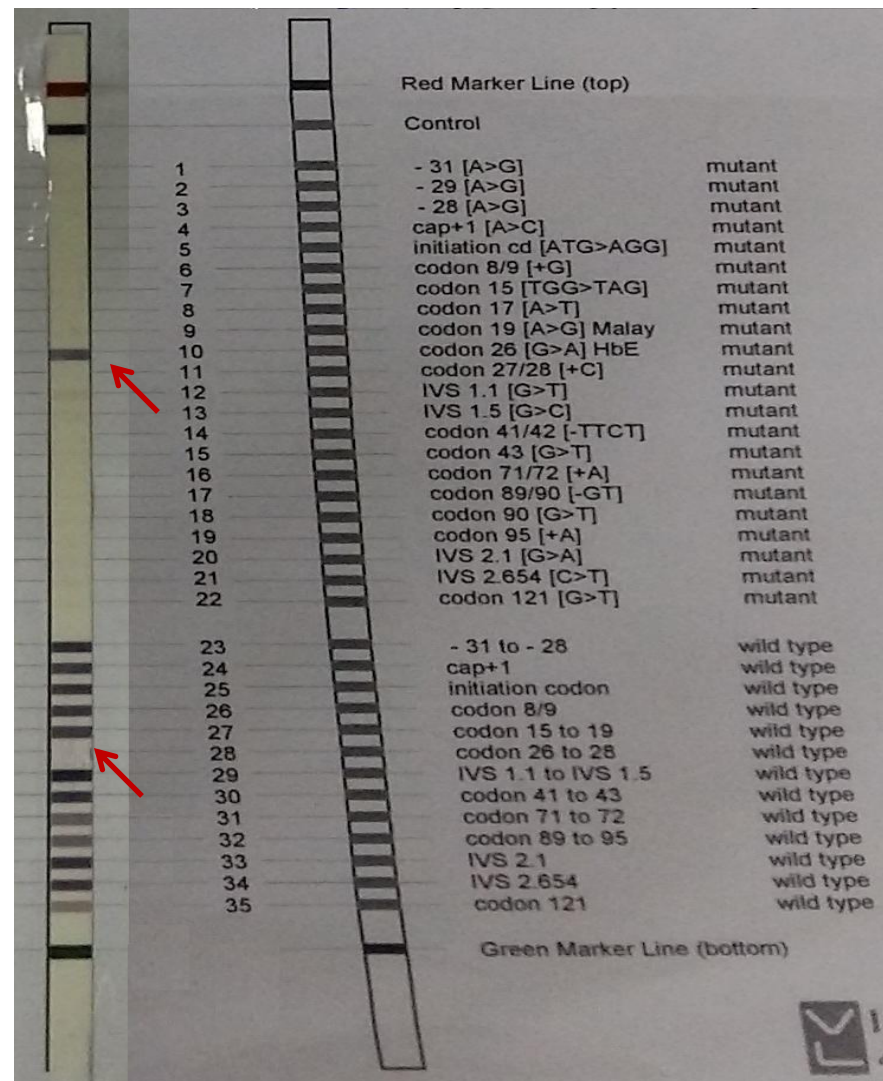 Red Marker Line (top)
Control
1 - 31 [A>G] mutant
2 - 29 [A>G] mutant
3 - 28 [A>G] mutant
4 cap+1 [A>C] mutant
5 initiation cd [ATG>AGG] mutant
6 codon 8/9 [+G] mutant
7 codon 15 [TGG>TAG] mutant
8 codon 17 [A>T] mutant
9 codon 19 [A>G] Malay mutant
10 codon 26 [G>A] HbE mutant
11 codon 27/28 [+C] mutant
12 IVS 1.1 [G>T] mutant
13 IVS 1.5 [G>C] mutant
14 codon 41/42 [-TTCT] mutant
15 codon 43 [G>T] mutant
16 codon 71/72 [+A] mutant
17 codon 89/90 [-GT] mutant
18 codon 90 [G>T] mutant
19 codon 95 [+A] mutant
20 IVS 2.1 [G>A] mutant
21 IVS 2.654 [C>T] mutant
22 codon 121 [G>T] mutant
23 - 31 to - 28 wild type
24 cap+1 wild type
25 initiation codon wild type
26 codon 8/9 wild type
27 codon 15 to 19 wild type
28 codon 26 to 28 wild type
29 IVS 1.1 to IVS 1.5 wild type
30 codon 41 to 43 wild type
31 codon 71 to 72 wild type
32 codon 89 to 95 wild type
33 IVS 2.1 wild type
34 IVS 2.654 wild type
35 codon 121 wild type
Green Marker Line (bottom)